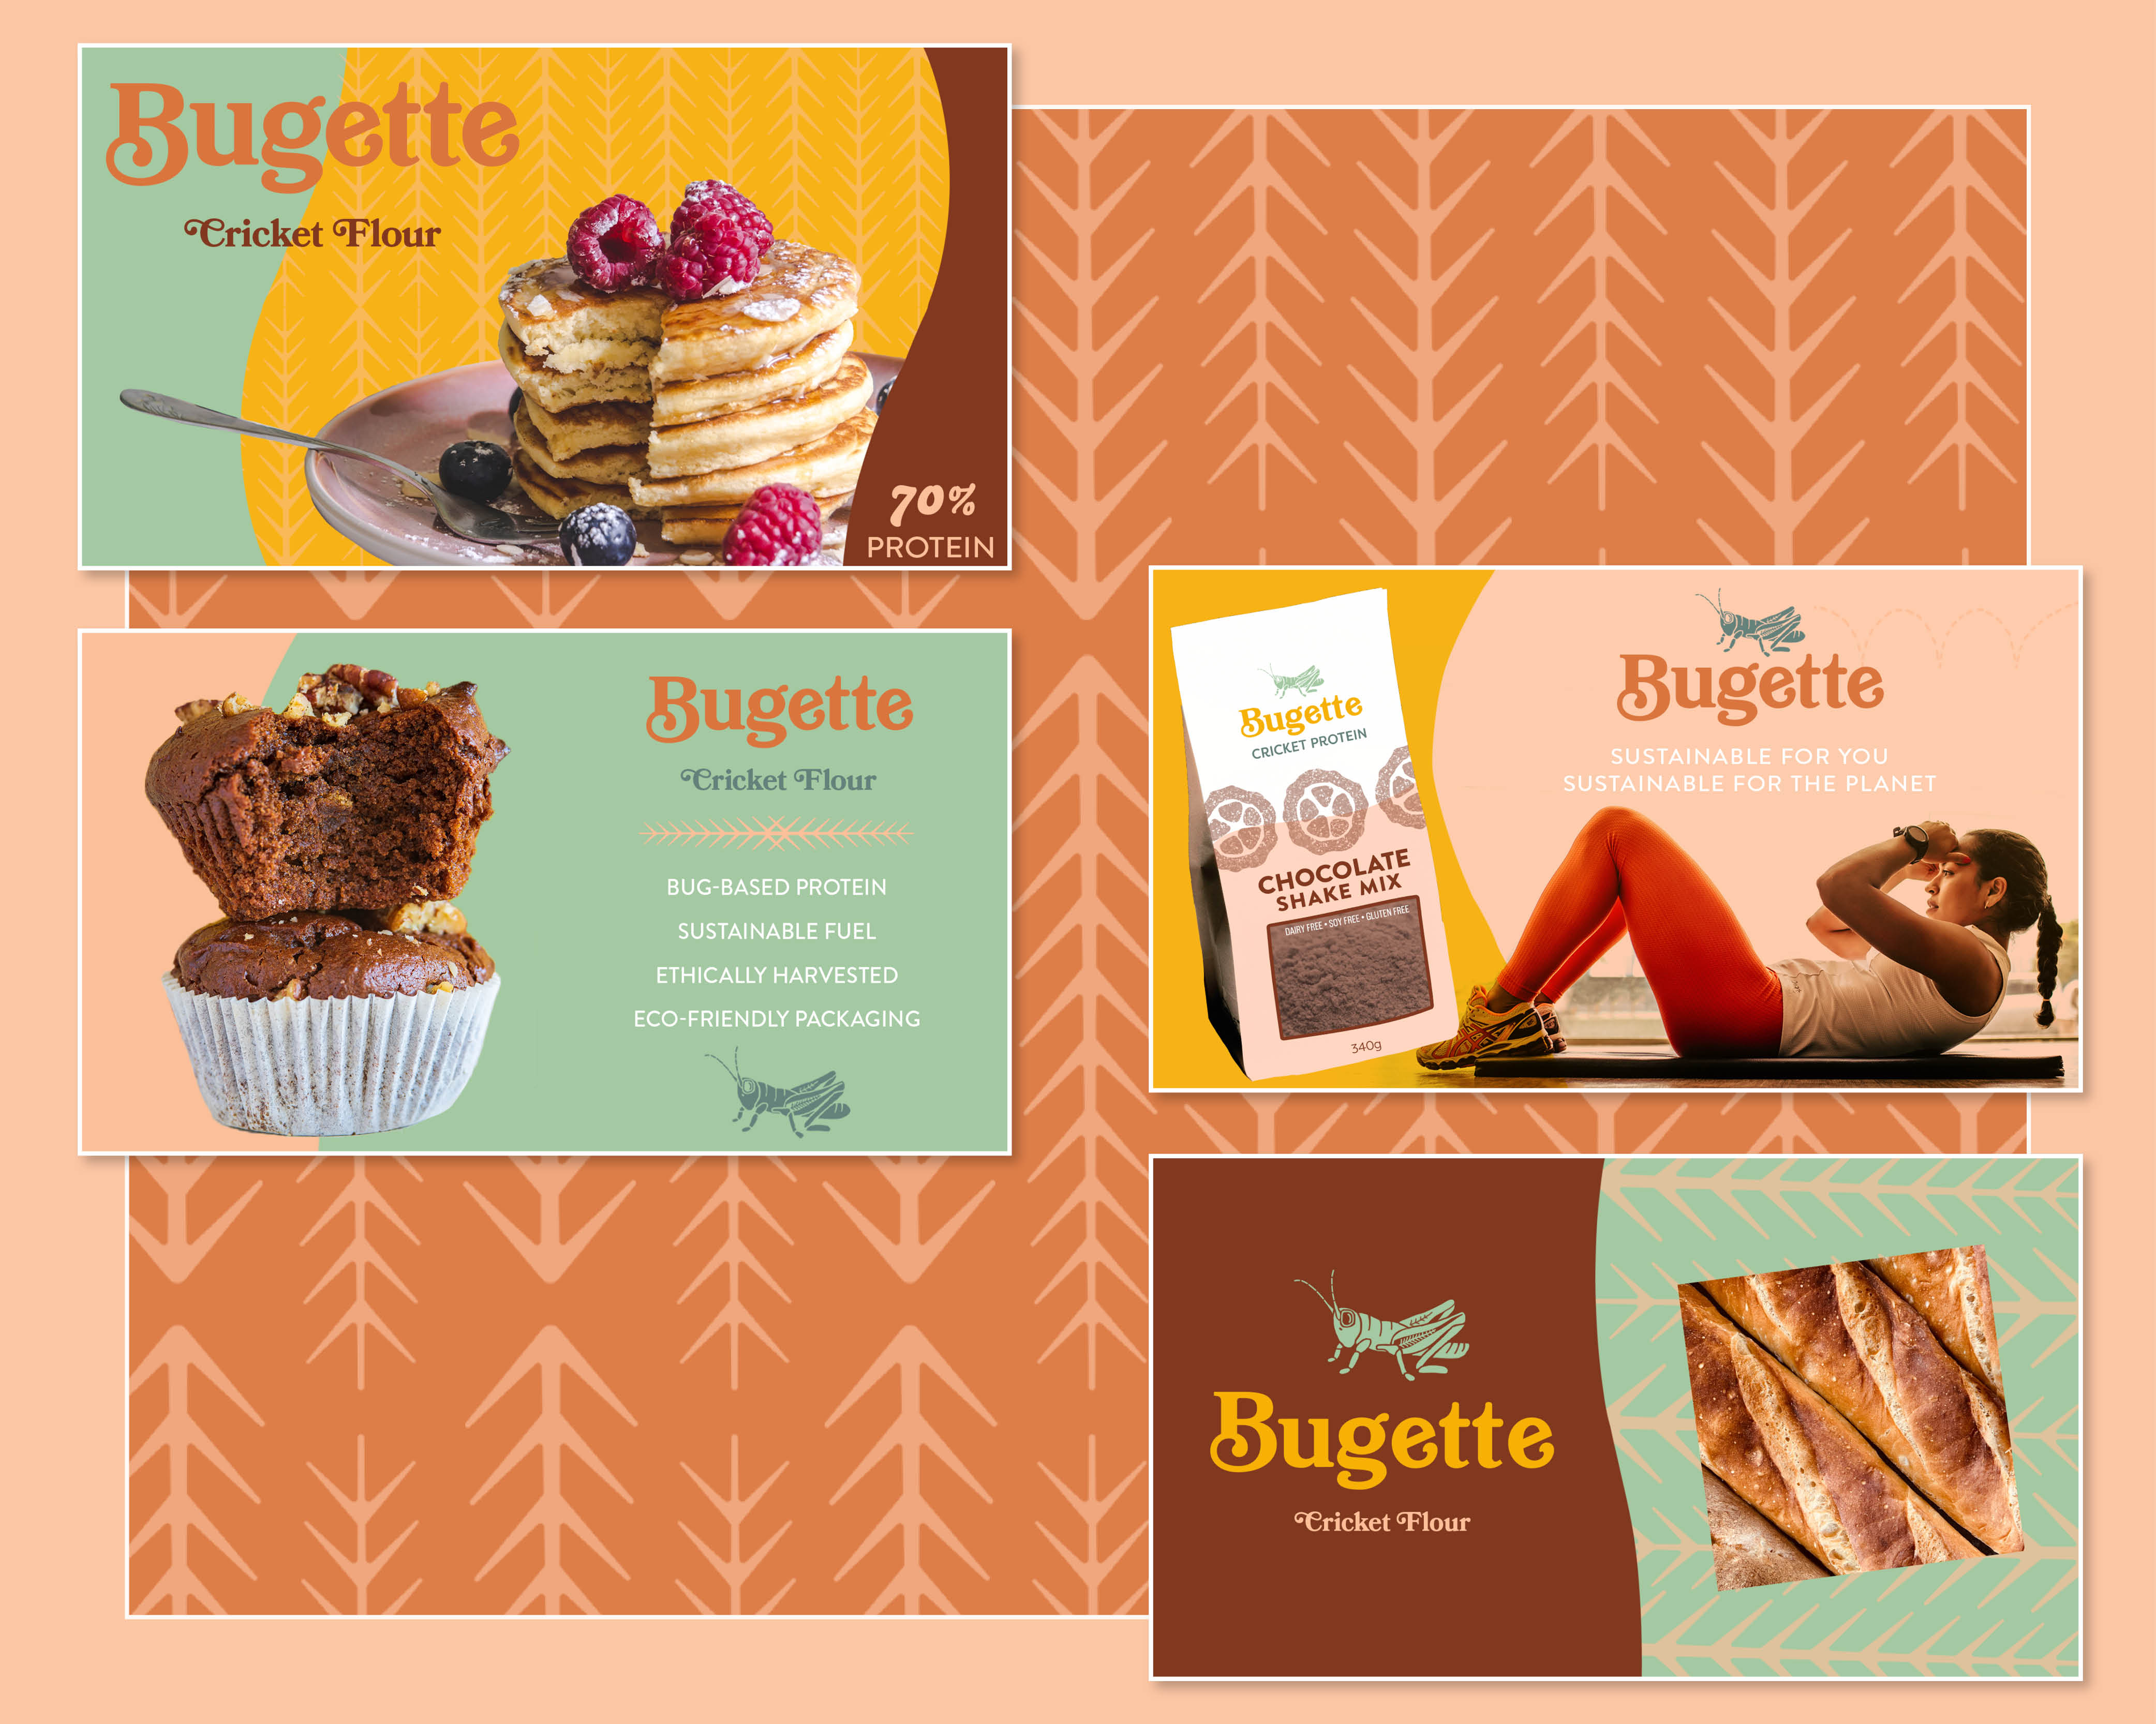 Bugette
Cricket Flour
70%
PROTEIN
Bugette
Cricket Flour
BUG-BASED PROTEIN
SUSTAINABLE FUEL
ETHICALLY HARVESTED
ECO-FRIENDLY PACKAGING
Bugette
CRICKET PROTEIN
CHOCOLATE
SHAKE MIX
DAIRY FREE • SOY FREE • GLUTEN FREE
340g
Bugette
SUSTAINABLE FOR YOU
SUSTAINABLE FOR THE PLANET
Bugette
Cricket Flour